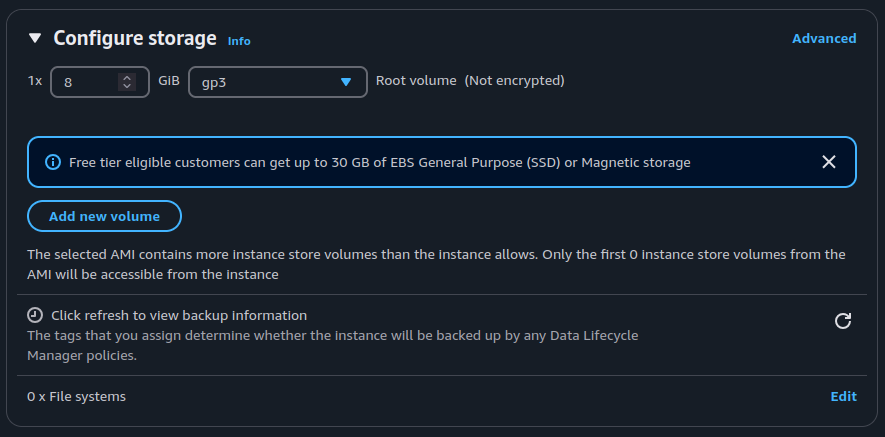 Configure storage Info Advanced
1x 8 GiB gp3 Root volume (Not encrypted)
Free tier eligible customers can get up to 30 GB of EBS General Purpose (SSD) or Magnetic storage
Add new volume
The selected AMI contains more instance store volumes than the instance allows. Only the first 0 instance store volumes from the
AMI will be accessible from the instance
Click refresh to view backup information
The tags that you assign determine whether the instance will be backed up by any Data Lifecycle
Manager policies.
0 x File systems Edit